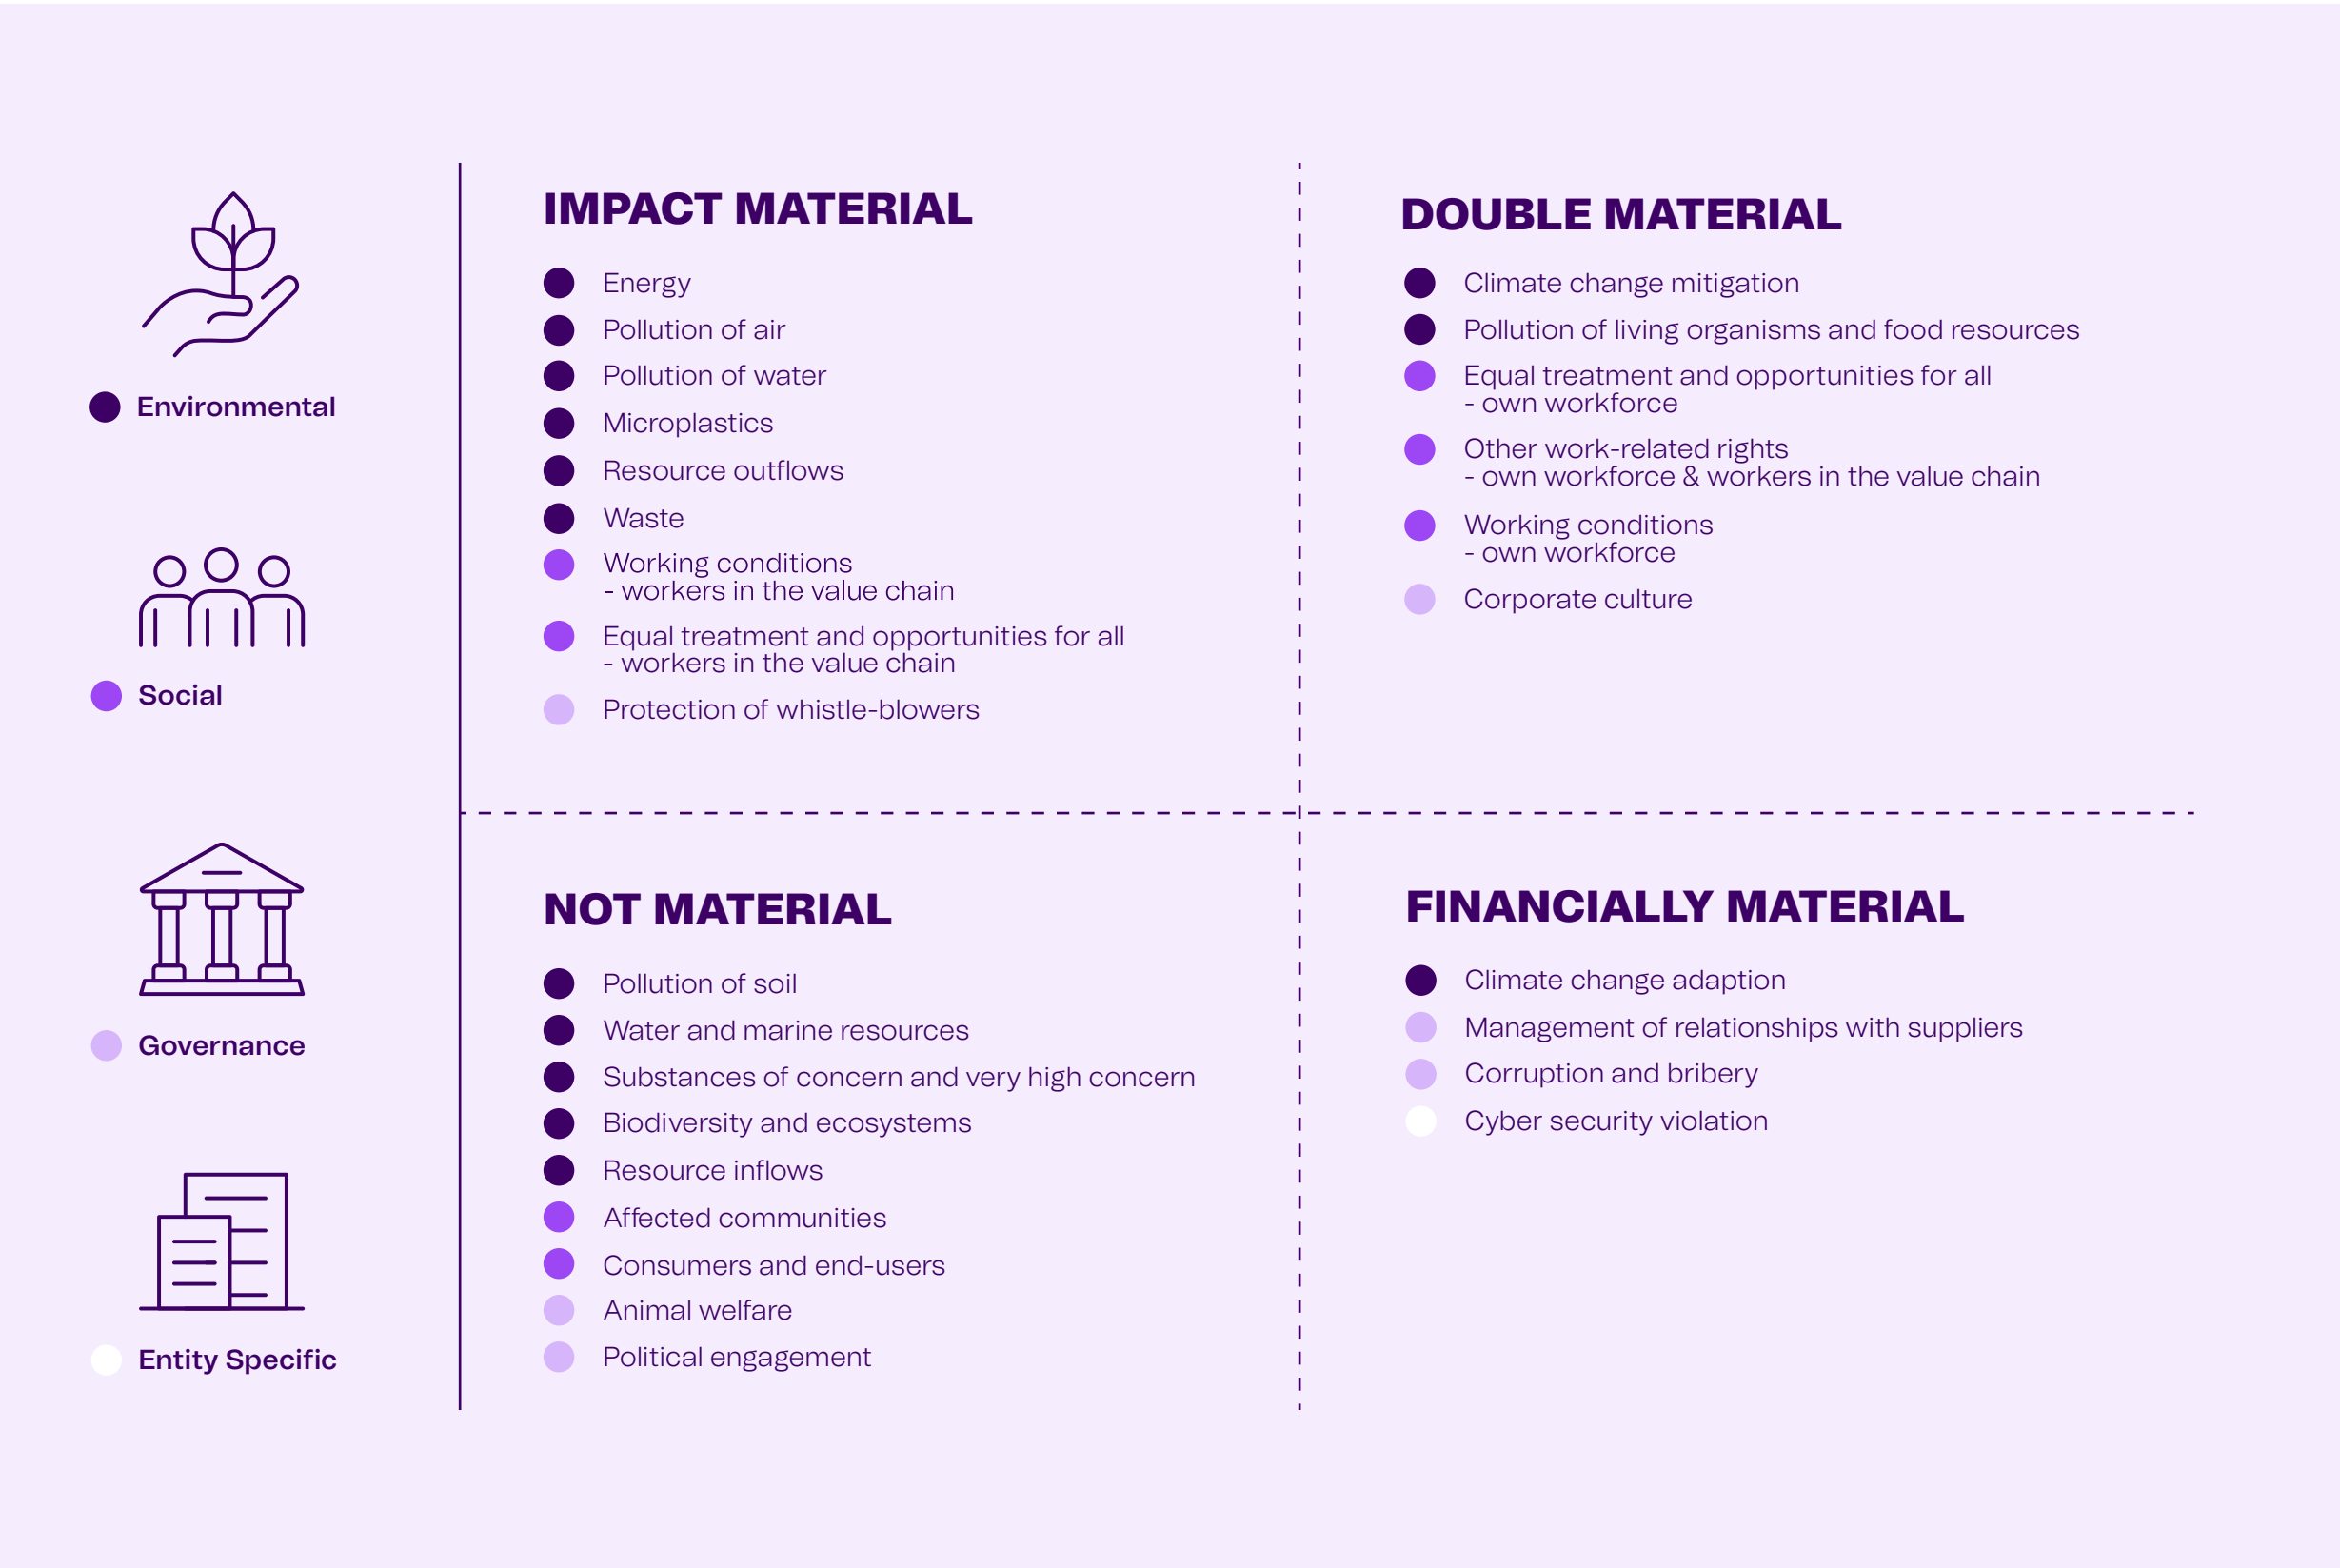 Environmental
Social
Governance
Entity Specific
IMPACT MATERIAL
Energy
Pollution of air
Pollution of water
Microplastics
Resource outflows
Waste
Working conditions
- workers in the value chain
Equal treatment and opportunities for all
- workers in the value chain
Protection of whistle-blowers
DOUBLE MATERIAL
Climate change mitigation
Pollution of living organisms and food resources
Equal treatment and opportunities for all
- own workforce
Other work-related rights
- own workforce & workers in the value chain
Working conditions
- own workforce
Corporate culture
NOT MATERIAL
Pollution of soil
Water and marine resources
Substances of concern and very high concern
Biodiversity and ecosystems
Resource inflows
Affected communities
Consumers and end-users
Animal welfare
Political engagement
FINANCIALLY MATERIAL
Climate change adaption
Management of relationships with suppliers
Corruption and bribery
Cyber security violation